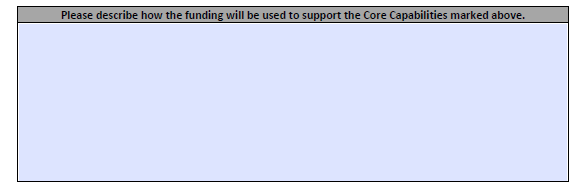 Please describe how the funding will be used to support the Core Capabilities marked above.